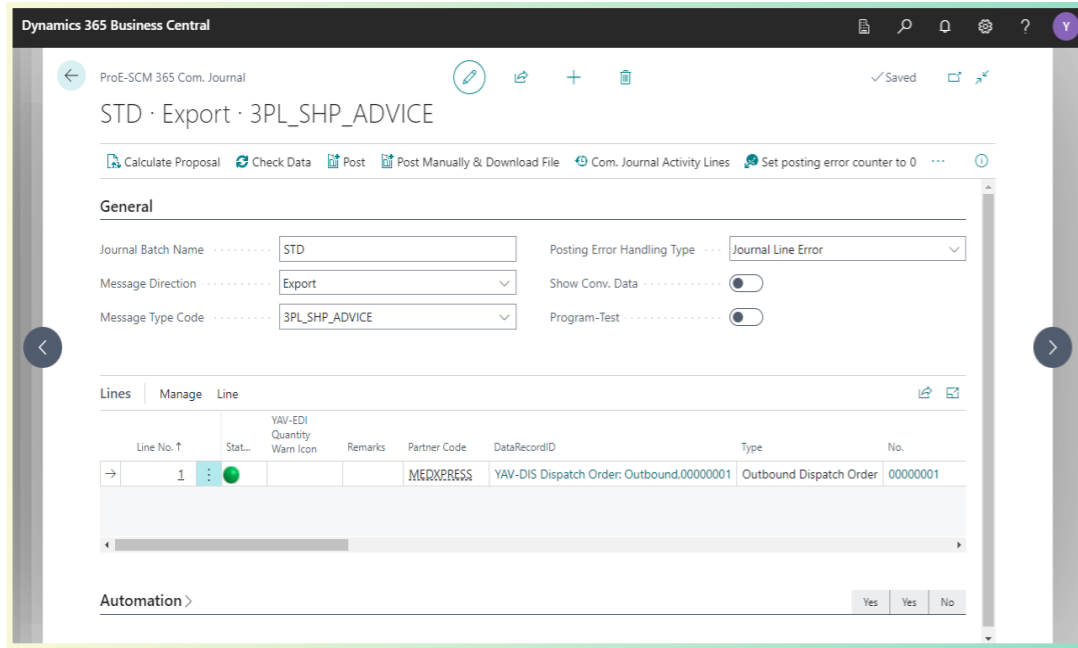 Dynamics 365 Business Central
Y
ProE-SCM 365 Com. Journal
Saved
STD · Export · 3PL_SHP_ADVICE
Calculate Proposal Check Data Post Post Manually & Download File Com. Journal Activity Lines Set posting error counter to 0 ...
General
Journal Batch Name STD
Posting Error Handling Type Journal Line Error
Message Direction Export
Show Conv. Data
Message Type Code 3PL_SHP_ADVICE
Program-Test
Lines Manage Line
Line No. ↑ Stat... YAV-EDI Quantity Warn Icon Remarks Partner Code DataRecordID Type No.
1 MEDXPRESS YAV-DIS Dispatch Order: Outbound,00000001 Outbound Dispatch Order 00000001
Automation > Yes Yes No